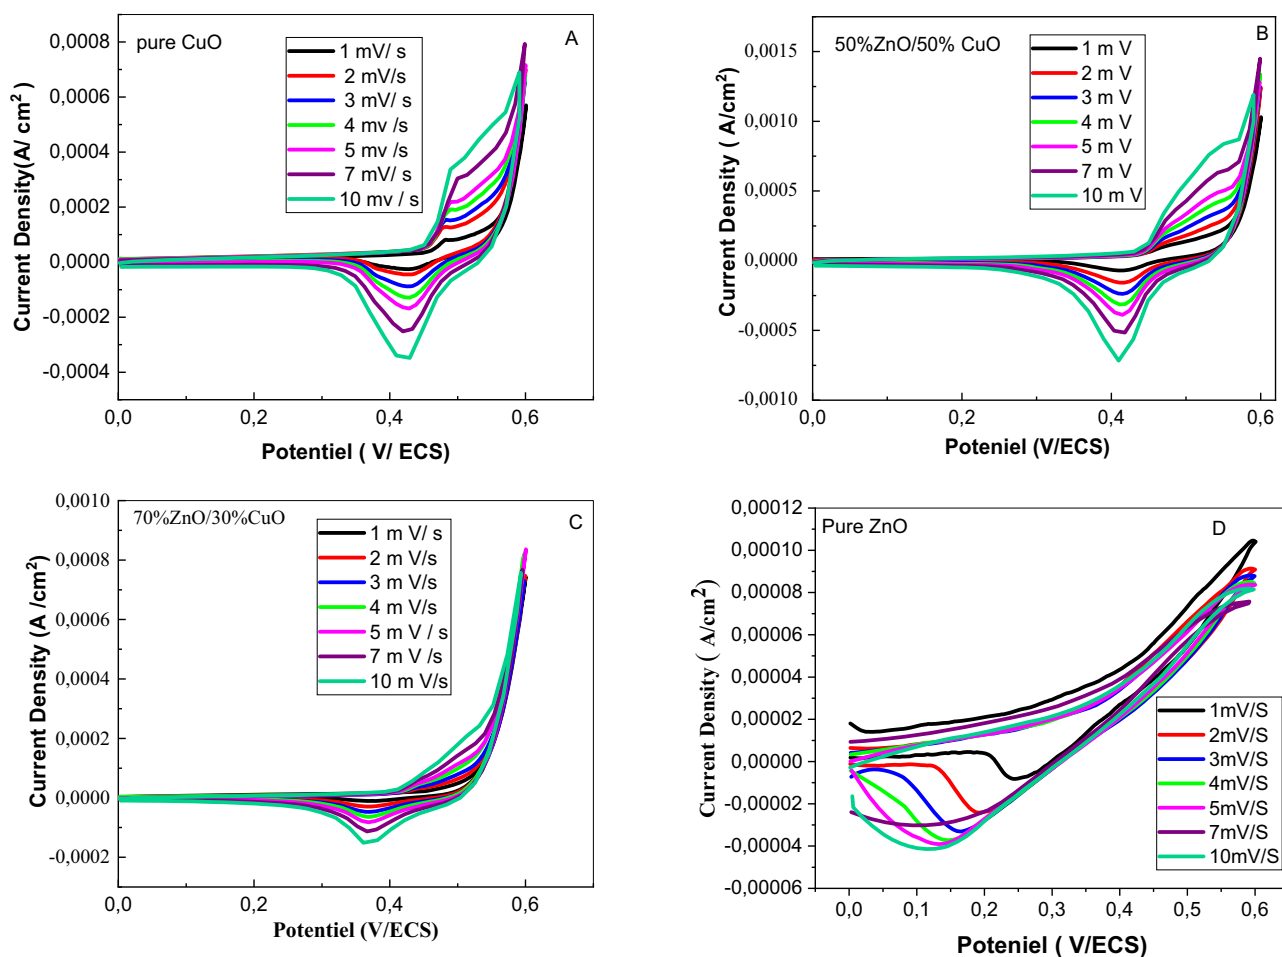 pure CuO
A
1 mV/ s
2 mV/s
3 mV/ s
4 mv /s
5 mv /s
7 mV/ s
10 mv / s
0,0008
0,0006
0,0004
0,0002
0,0000
-0,0002
-0,0004
Current Density(A/ cm²)
0,0
0,2
0,4
0,6
Potentiel ( V/ ECS)
50%ZnO/50% CuO
B
1 m V
2 m V
3 m V
4 m V
5 m V
7 m V
10 m V
0,0015
0,0010
0,0005
0,0000
-0,0005
-0,0010
Current Density ( A/cm²)
0,0
0,2
0,4
0,6
Poteniel (V/ECS)
70%ZnO/30%CuO
C
1 m V/ s
2 m V/s
3 m V/s
4 m V/s
5 m V / s
7 m V /s
10 m V/s
0,0010
0,0008
0,0006
0,0004
0,0002
0,0000
-0,0002
Current Density (A /cm²)
0,0
0,2
0,4
0,6
Potentiel (V/ECS)
Pure ZnO
D
1mV/S
2mV/S
3mV/S
4mV/S
5mV/S
7mV/S
10mV/S
0,00012
0,00010
0,00008
0,00006
0,00004
0,00002
0,00000
-0,00002
-0,00004
-0,00006
Current Density ( A/cm²)
0,0
0,1
0,2
0,3
0,4
0,5
0,6
Poteniel ( V/ECS)